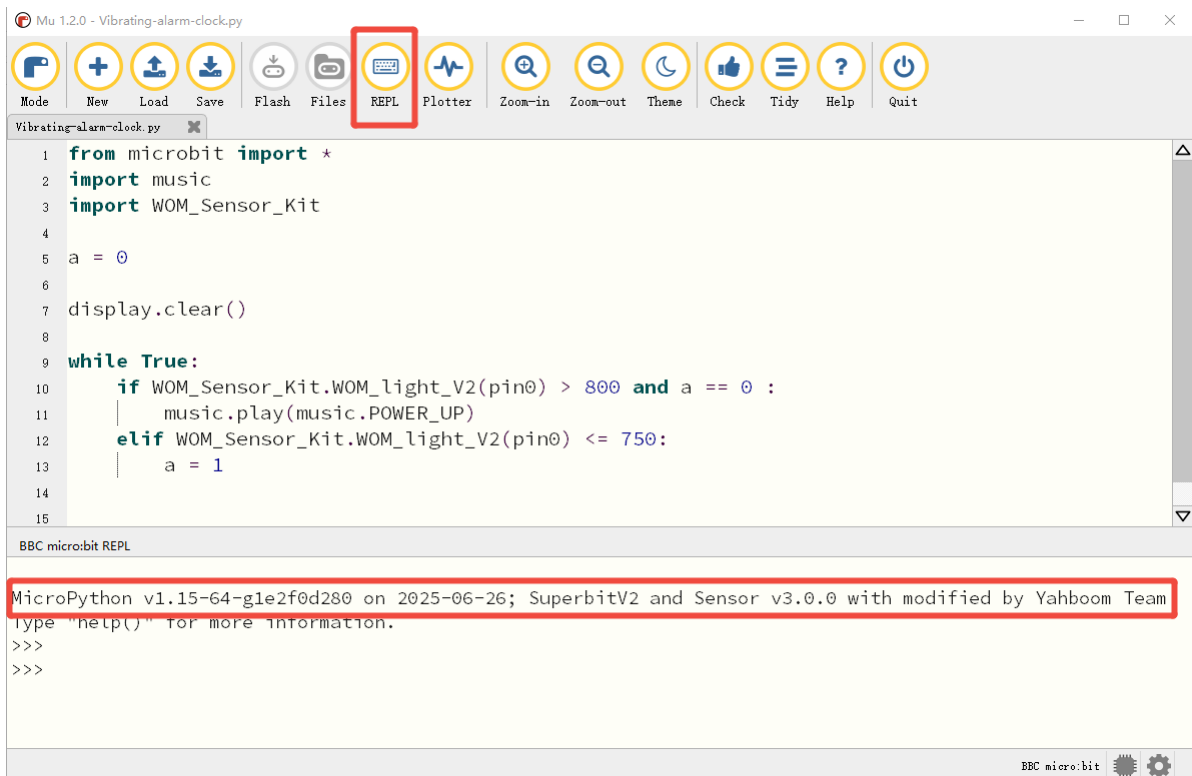 Mu 1.2.0 - Vibrating-alarm-clock.py
Mode New Load Save Flash Files REPL Plotter Zoom-in Zoom-out Theme Check Tidy Help Quit
Vibrating-alarm-clock.py
1 from microbit import *
2 import music
3 import WOM_Sensor_Kit
4
5 a = 0
6
7 display.clear()
8
9 while True:
10     if WOM_Sensor_Kit.WOM_light_V2(pin0) > 800 and a == 0 :
11         music.play(music.POWER_UP)
12     elif WOM_Sensor_Kit.WOM_light_V2(pin0) <= 750:
13         a = 1
14
15
BBC micro:bit REPL
MicroPython v1.15-64-g1e2f0d280 on 2025-06-26; SuperbitV2 and Sensor v3.0.0 with modified by Yahboom Team
Type "help()" for more information.
>>>
>>>
BBC micro:bit